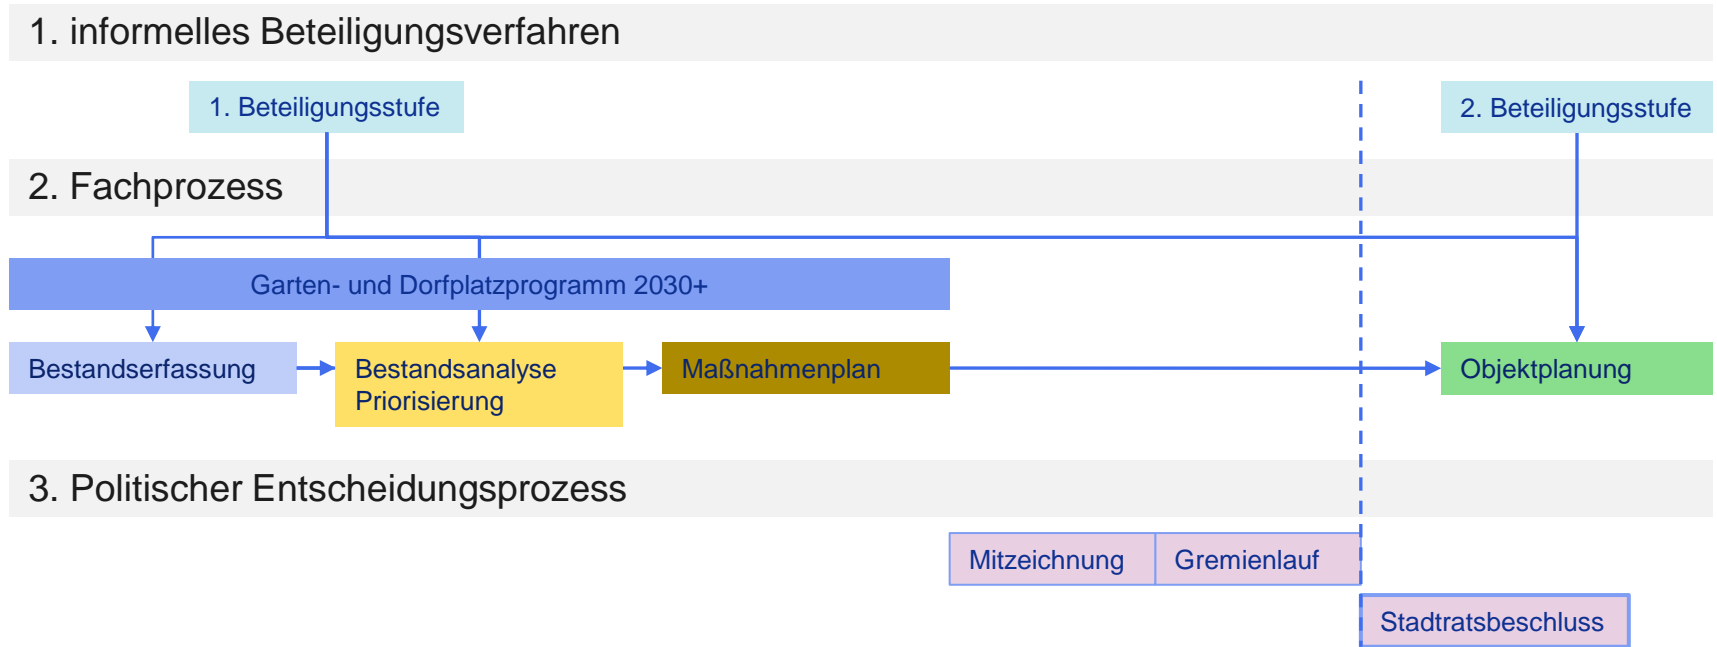 1. informelles Beteiligungsverfahren
1. Beteiligungsstufe
2. Beteiligungsstufe
2. Fachprozess
Garten- und Dorfplatzprogramm 2030+
Bestandserfassung
Bestandsanalyse
Priorisierung
Maßnahmenplan
Objektplanung
3. Politischer Entscheidungsprozess
Mitzeichnung
Gremienlauf
Stadtratsbeschluss